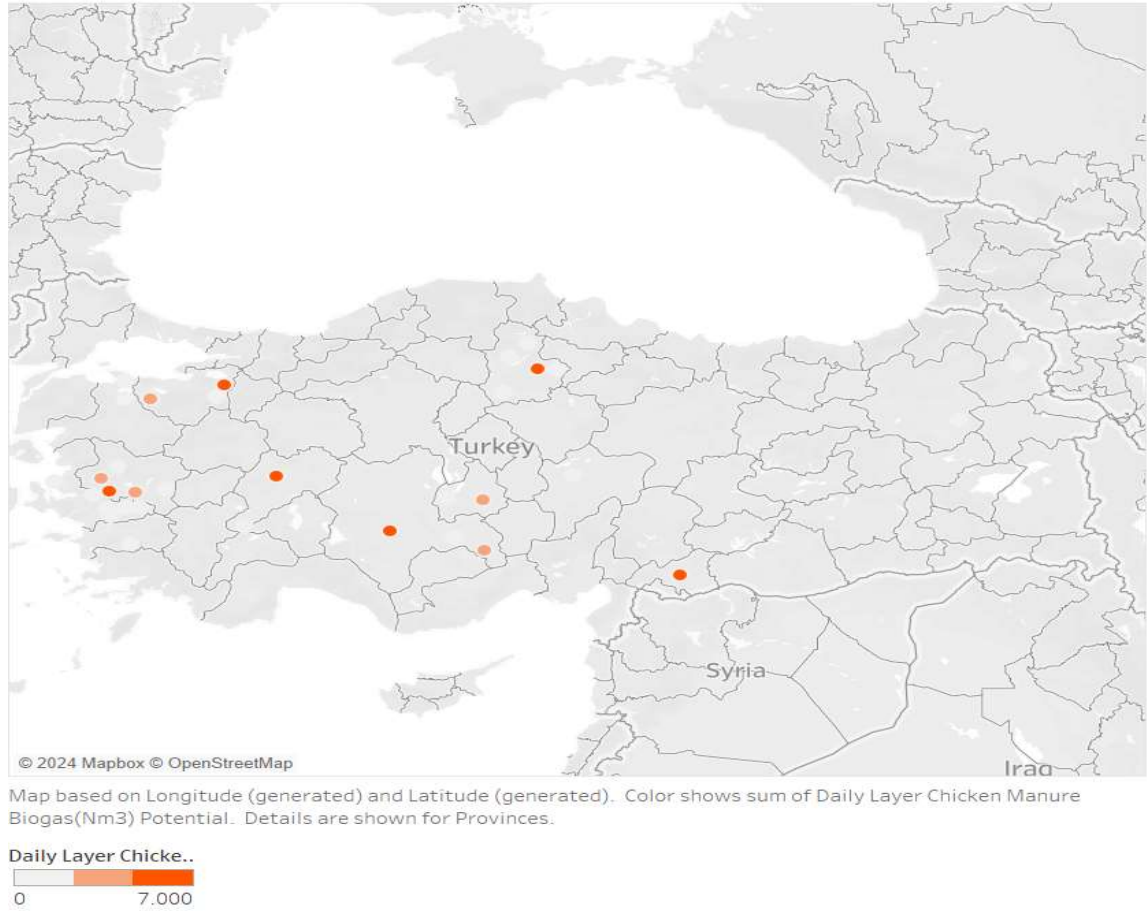 Turkey
Syria
Iraq
© 2024 Mapbox © OpenStreetMap
Map based on Longitude (generated) and Latitude (generated). Color shows sum of Daily Layer Chicken Manure
Biogas(Nm3) Potential. Details are shown for Provinces.
Daily Layer Chicke..
0 7.000